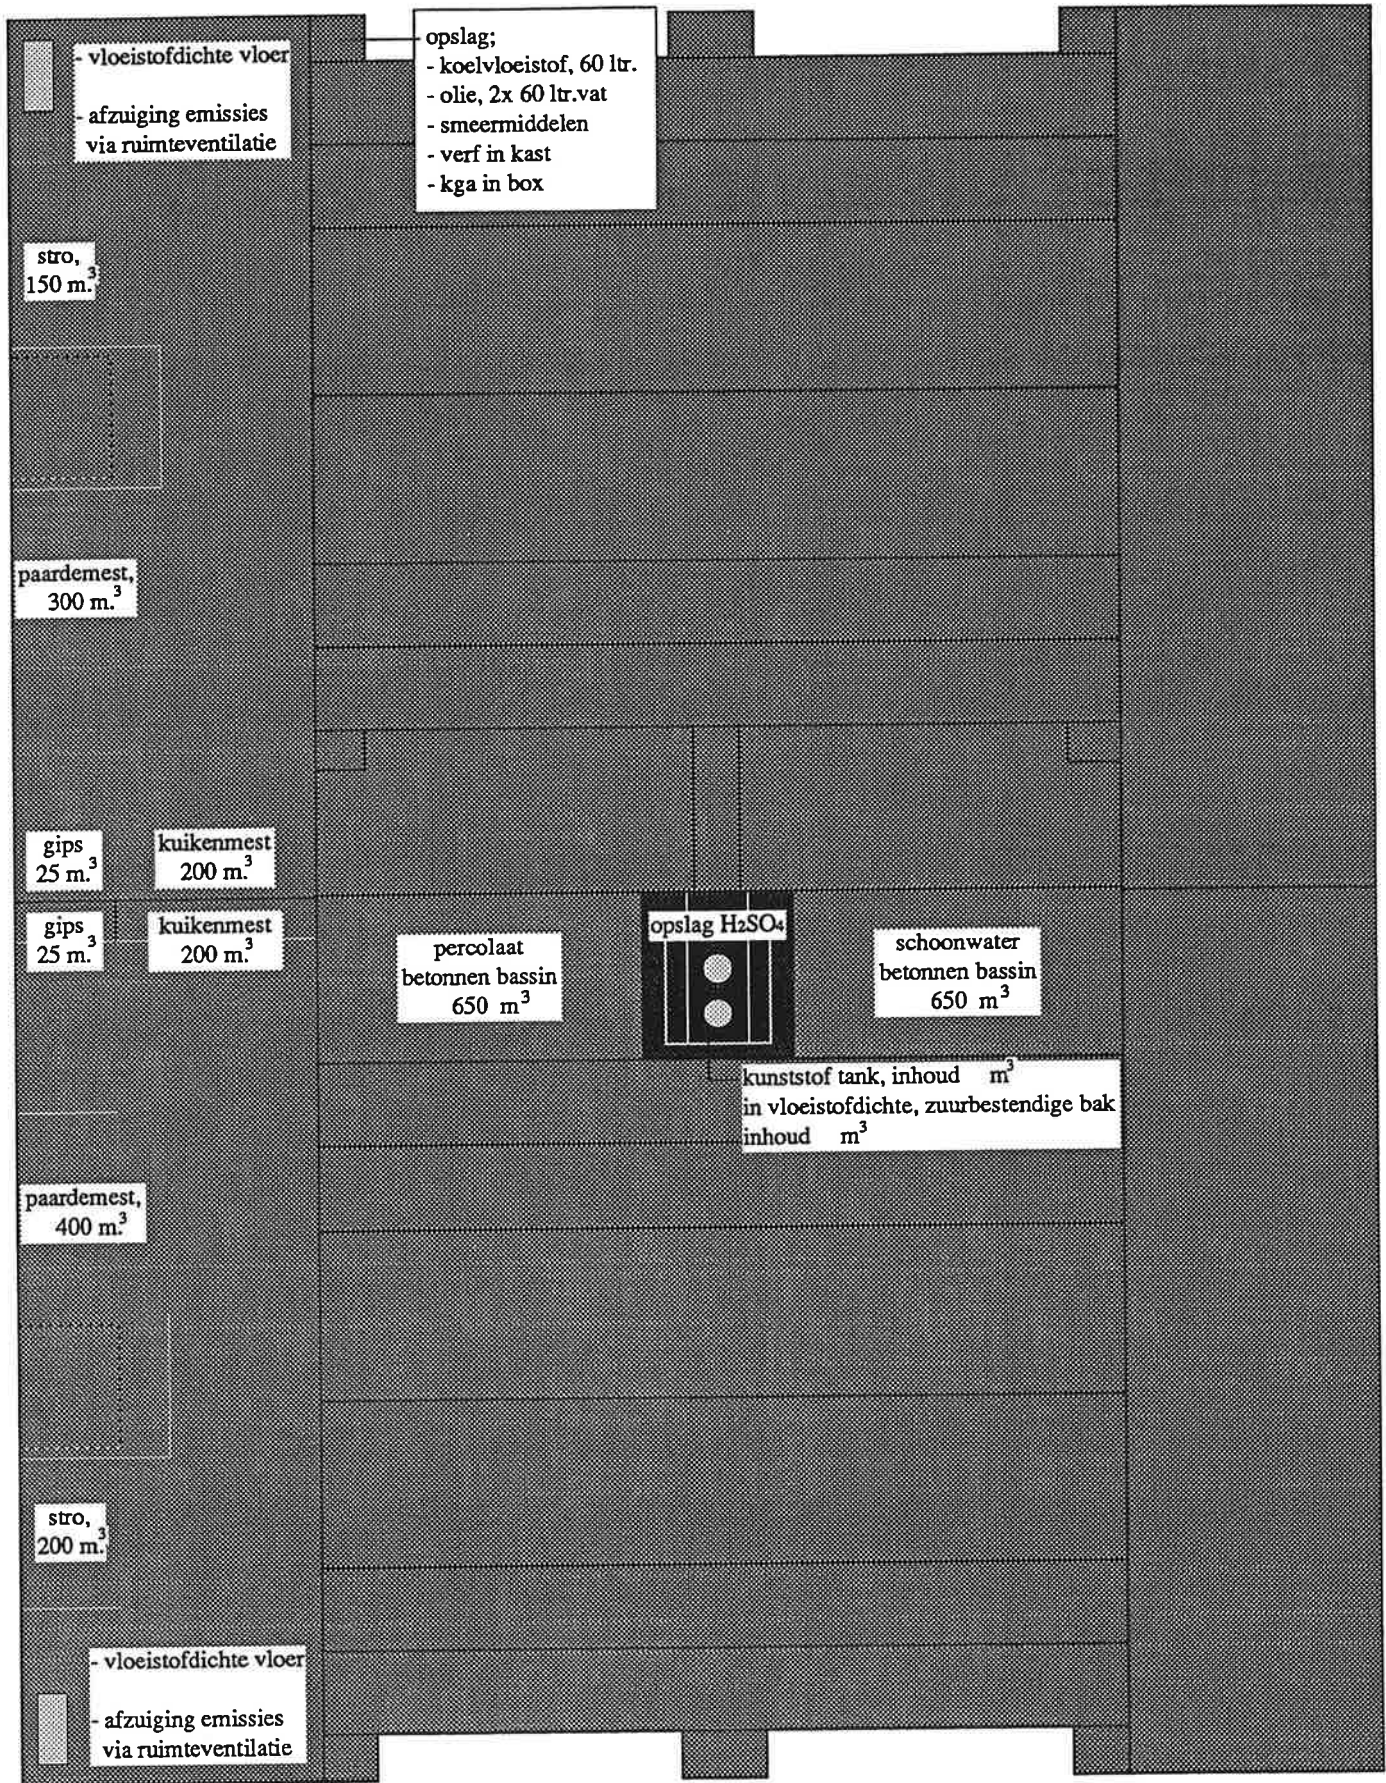 - vloeistofdichte vloer
- afzuiging emissies
via ruimteventilatie
opslag;
- koelvloeistof, 60 ltr.
- olie, 2x 60 ltr.vat
- smeermiddelen
- verf in kast
- kga in box
stro,
150 m.³
paardemest,
300 m.³
gips
25 m.³
kuikenmest
200 m.³
gips
25 m.³
kuikenmest
200 m.³
percolaat
betonnen bassin
650 m³
opslag H₂SO₄
schoonwater
betonnen bassin
650 m³
kunststof tank, inhoud m³
in vloeistofdichte, zuurbestendige bak
inhoud m³
paardemest,
400 m.³
stro,
200 m.³
- vloeistofdichte vloer
- afzuiging emissies
via ruimteventilatie